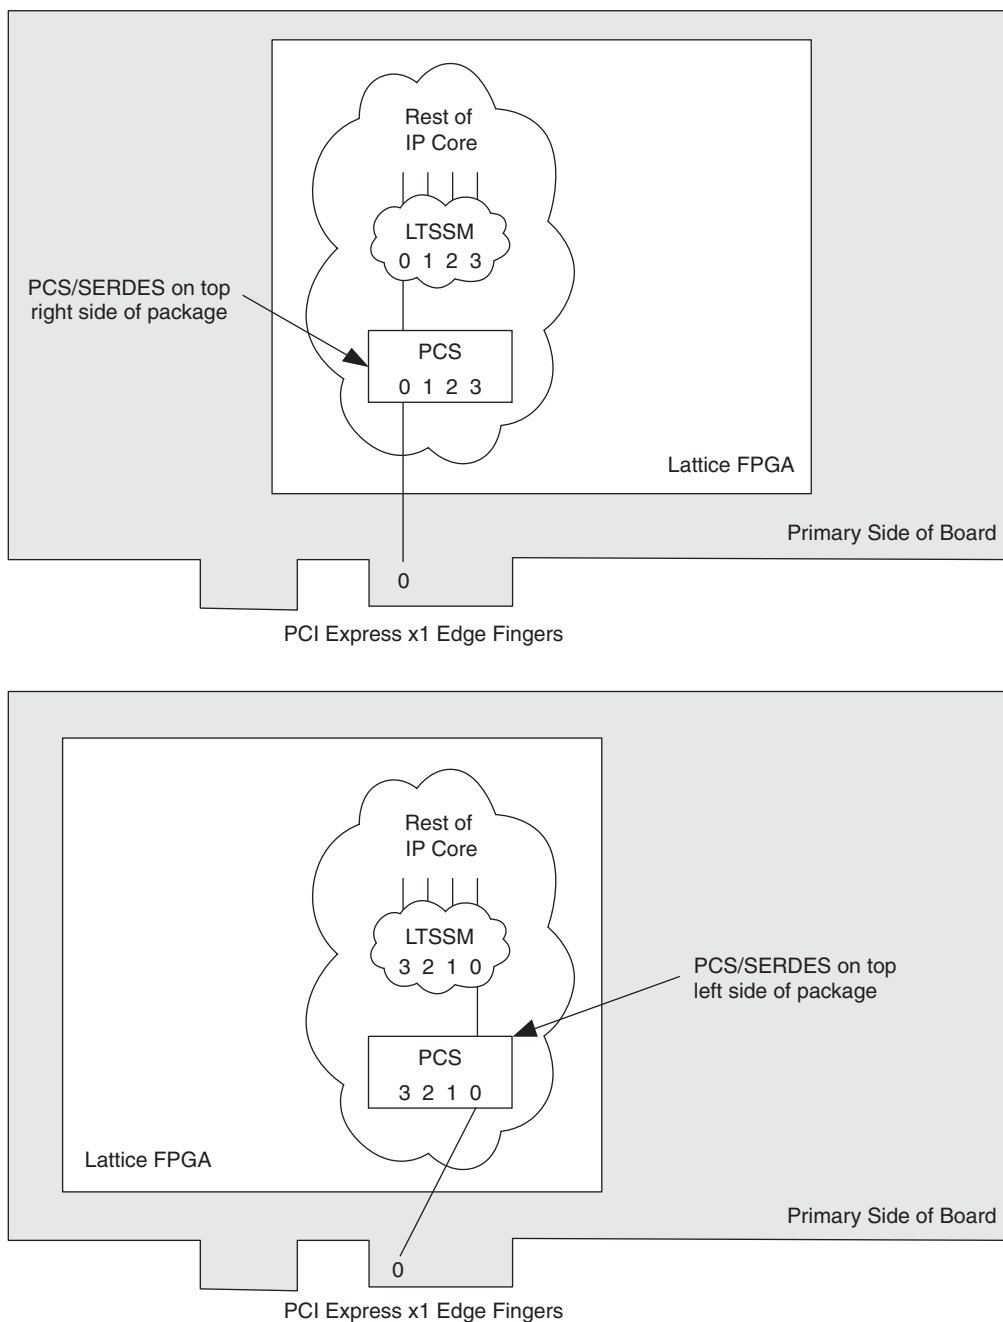 Rest of
IP Core
LTSSM
0 1 2 3
PCS/SERDES on top
right side of package
PCS
0 1 2 3
Lattice FPGA
Primary Side of Board
0
PCI Express x1 Edge Fingers
Rest of
IP Core
LTSSM
3 2 1 0
PCS/SERDES on top
left side of package
PCS
3 2 1 0
Lattice FPGA
Primary Side of Board
0
PCI Express x1 Edge Fingers